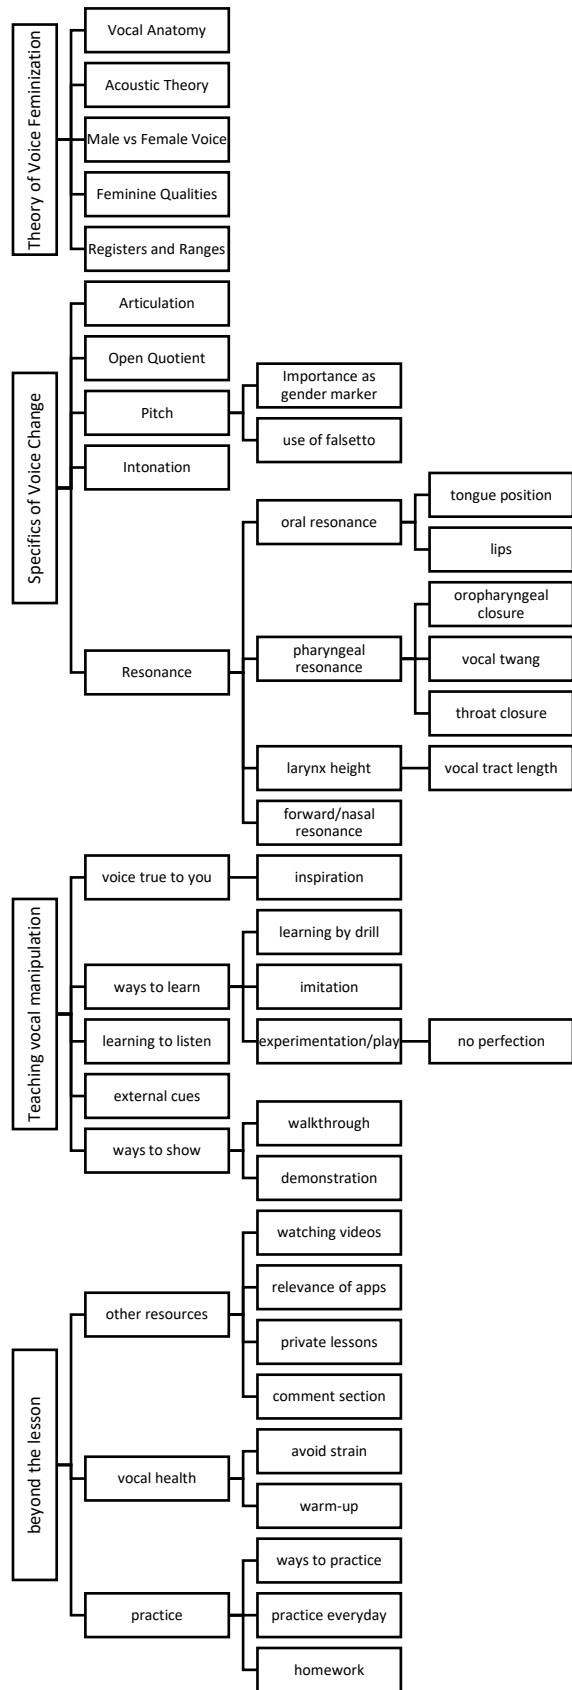 Theory of Voice Feminization
Vocal Anatomy
Acoustic Theory
Male vs Female Voice
Feminine Qualities
Registers and Ranges
Specifics of Voice Change
Articulation
Open Quotient
Pitch
Importance as
gender marker
use of falsetto
Intonation
Resonance
oral resonance
tongue position
lips
pharyngeal
resonance
oropharyngeal
closure
vocal twang
throat closure
larynx height
vocal tract length
forward/nasal
resonance
Teaching vocal manipulation
voice true to you
inspiration
ways to learn
learning by drill
imitation
experimentation/play
no perfection
learning to listen
external cues
ways to show
walkthrough
demonstration
beyond the lesson
other resources
watching videos
relevance of apps
private lessons
comment section
vocal health
avoid strain
warm-up
practice
ways to practice
practice everyday
homework